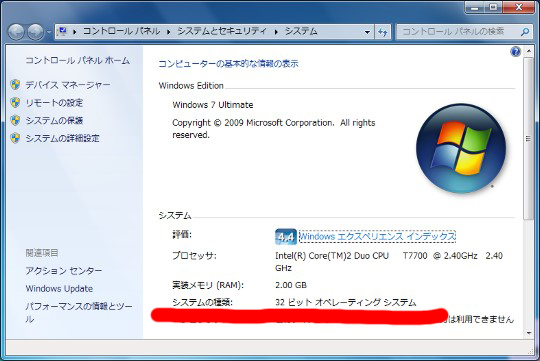 コントロール パネル ▸ システムとセキュリティ ▸ システム
コントロール パネルの検索
コントロール パネル ホーム
デバイス マネージャー
リモートの設定
システムの保護
システムの詳細設定
関連項目
アクション センター
Windows Update
パフォーマンスの情報とツー
ル
コンピューターの基本的な情報の表示
Windows Edition
Windows 7 Ultimate
Copyright © 2009 Microsoft Corporation. All rights
reserved.
システム
評価: 4.4 Windows エクスペリエンス インデックス
プロセッサ: Intel(R) Core(TM)2 Duo CPU T7700 @ 2.40GHz 2.40
GHz
実装メモリ (RAM): 2.00 GB
システムの種類: 32 ビット オペレーティング システム
は利用できません